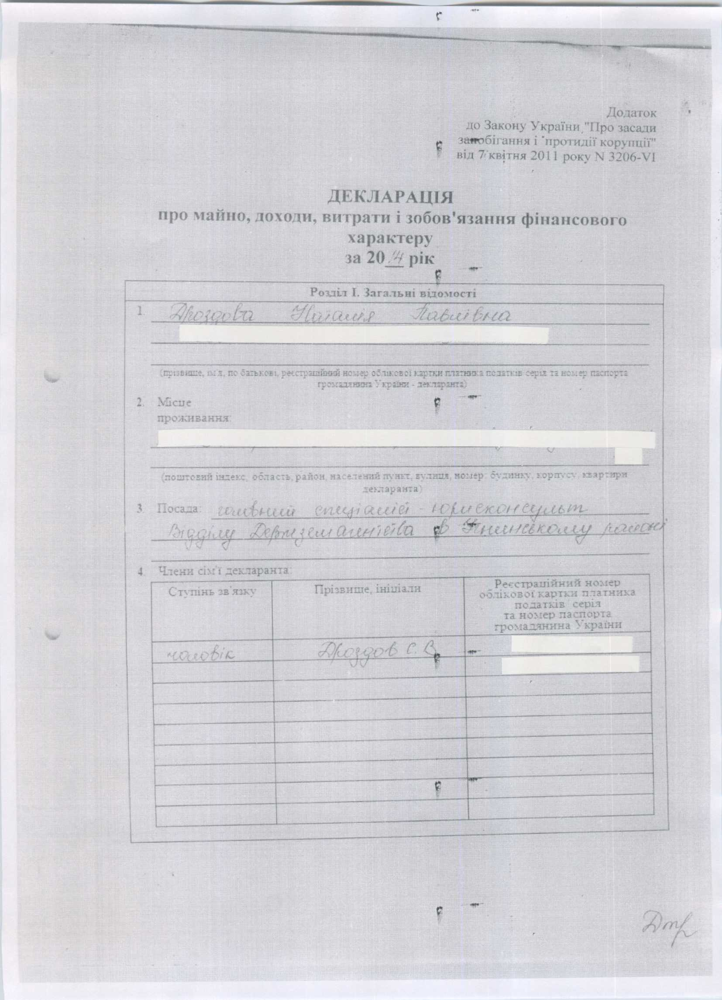 Додаток
до Закону України "Про засади
запобігання і протидії корупції"
від 7 квітня 2011 року N 3206-VI
ДЕКЛАРАЦІЯ
про майно, доходи, витрати і зобов'язання фінансового
характеру
за 2014 рік
Розділ I. Загальні відомості
1. Дроздова Наталія Павлівна
(прізвище, ім'я, по батькові, реєстраційний номер облікової картки платника податків серія та номер паспорта
громадянина України - декларанта)
2. Місце
проживання:
(поштовий індекс, область, район, населений пункт, вулиця, номер: будинку, корпусу, квартири
декларанта)
3. Посада: головний спеціаліст - юрисконсульт
Відділу Держземагентства в районі
4. Члени сім'ї декларанта:
Ступінь зв'язку
Прізвище, ініціали
Реєстраційний номер
облікової картки платника
податків серія
та номер паспорта
громадянина України
чоловік Дроздов С. В.